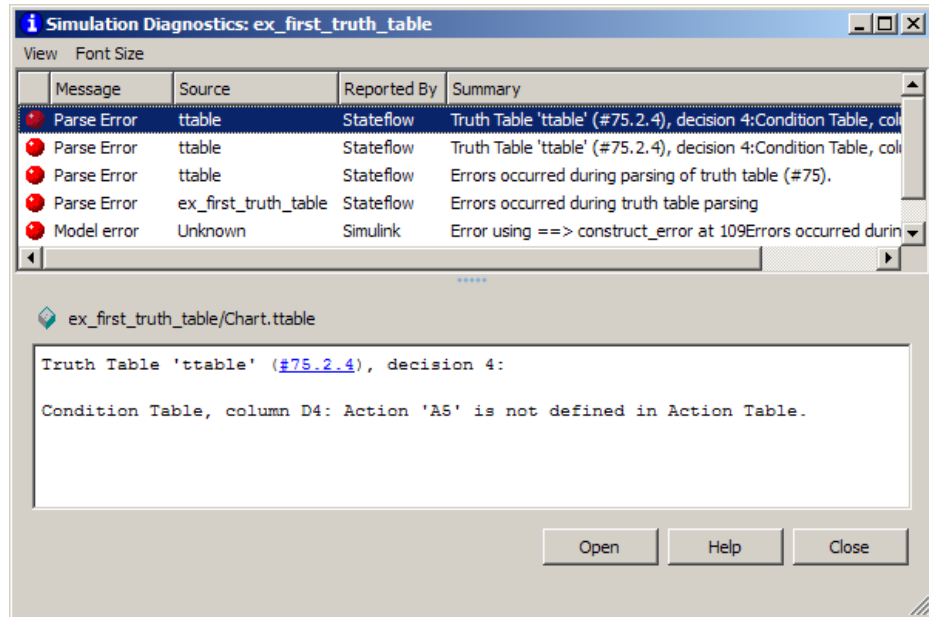 Simulation Diagnostics: ex_first_truth_table
View Font Size
Message Source Reported By Summary
Parse Error ttable Stateflow Truth Table 'ttable' (#75.2.4), decision 4:Condition Table, col
Parse Error ttable Stateflow Truth Table 'ttable' (#75.2.4), decision 4:Condition Table, col
Parse Error ttable Stateflow Errors occurred during parsing of truth table (#75).
Parse Error ex_first_truth_table Stateflow Errors occurred during truth table parsing
Model error Unknown Simulink Error using ==> construct_error at 109Errors occurred durin
ex_first_truth_table/Chart.ttable
Truth Table 'ttable' (#75.2.4), decision 4:
Condition Table, column D4: Action 'A5' is not defined in Action Table.
Open Help Close